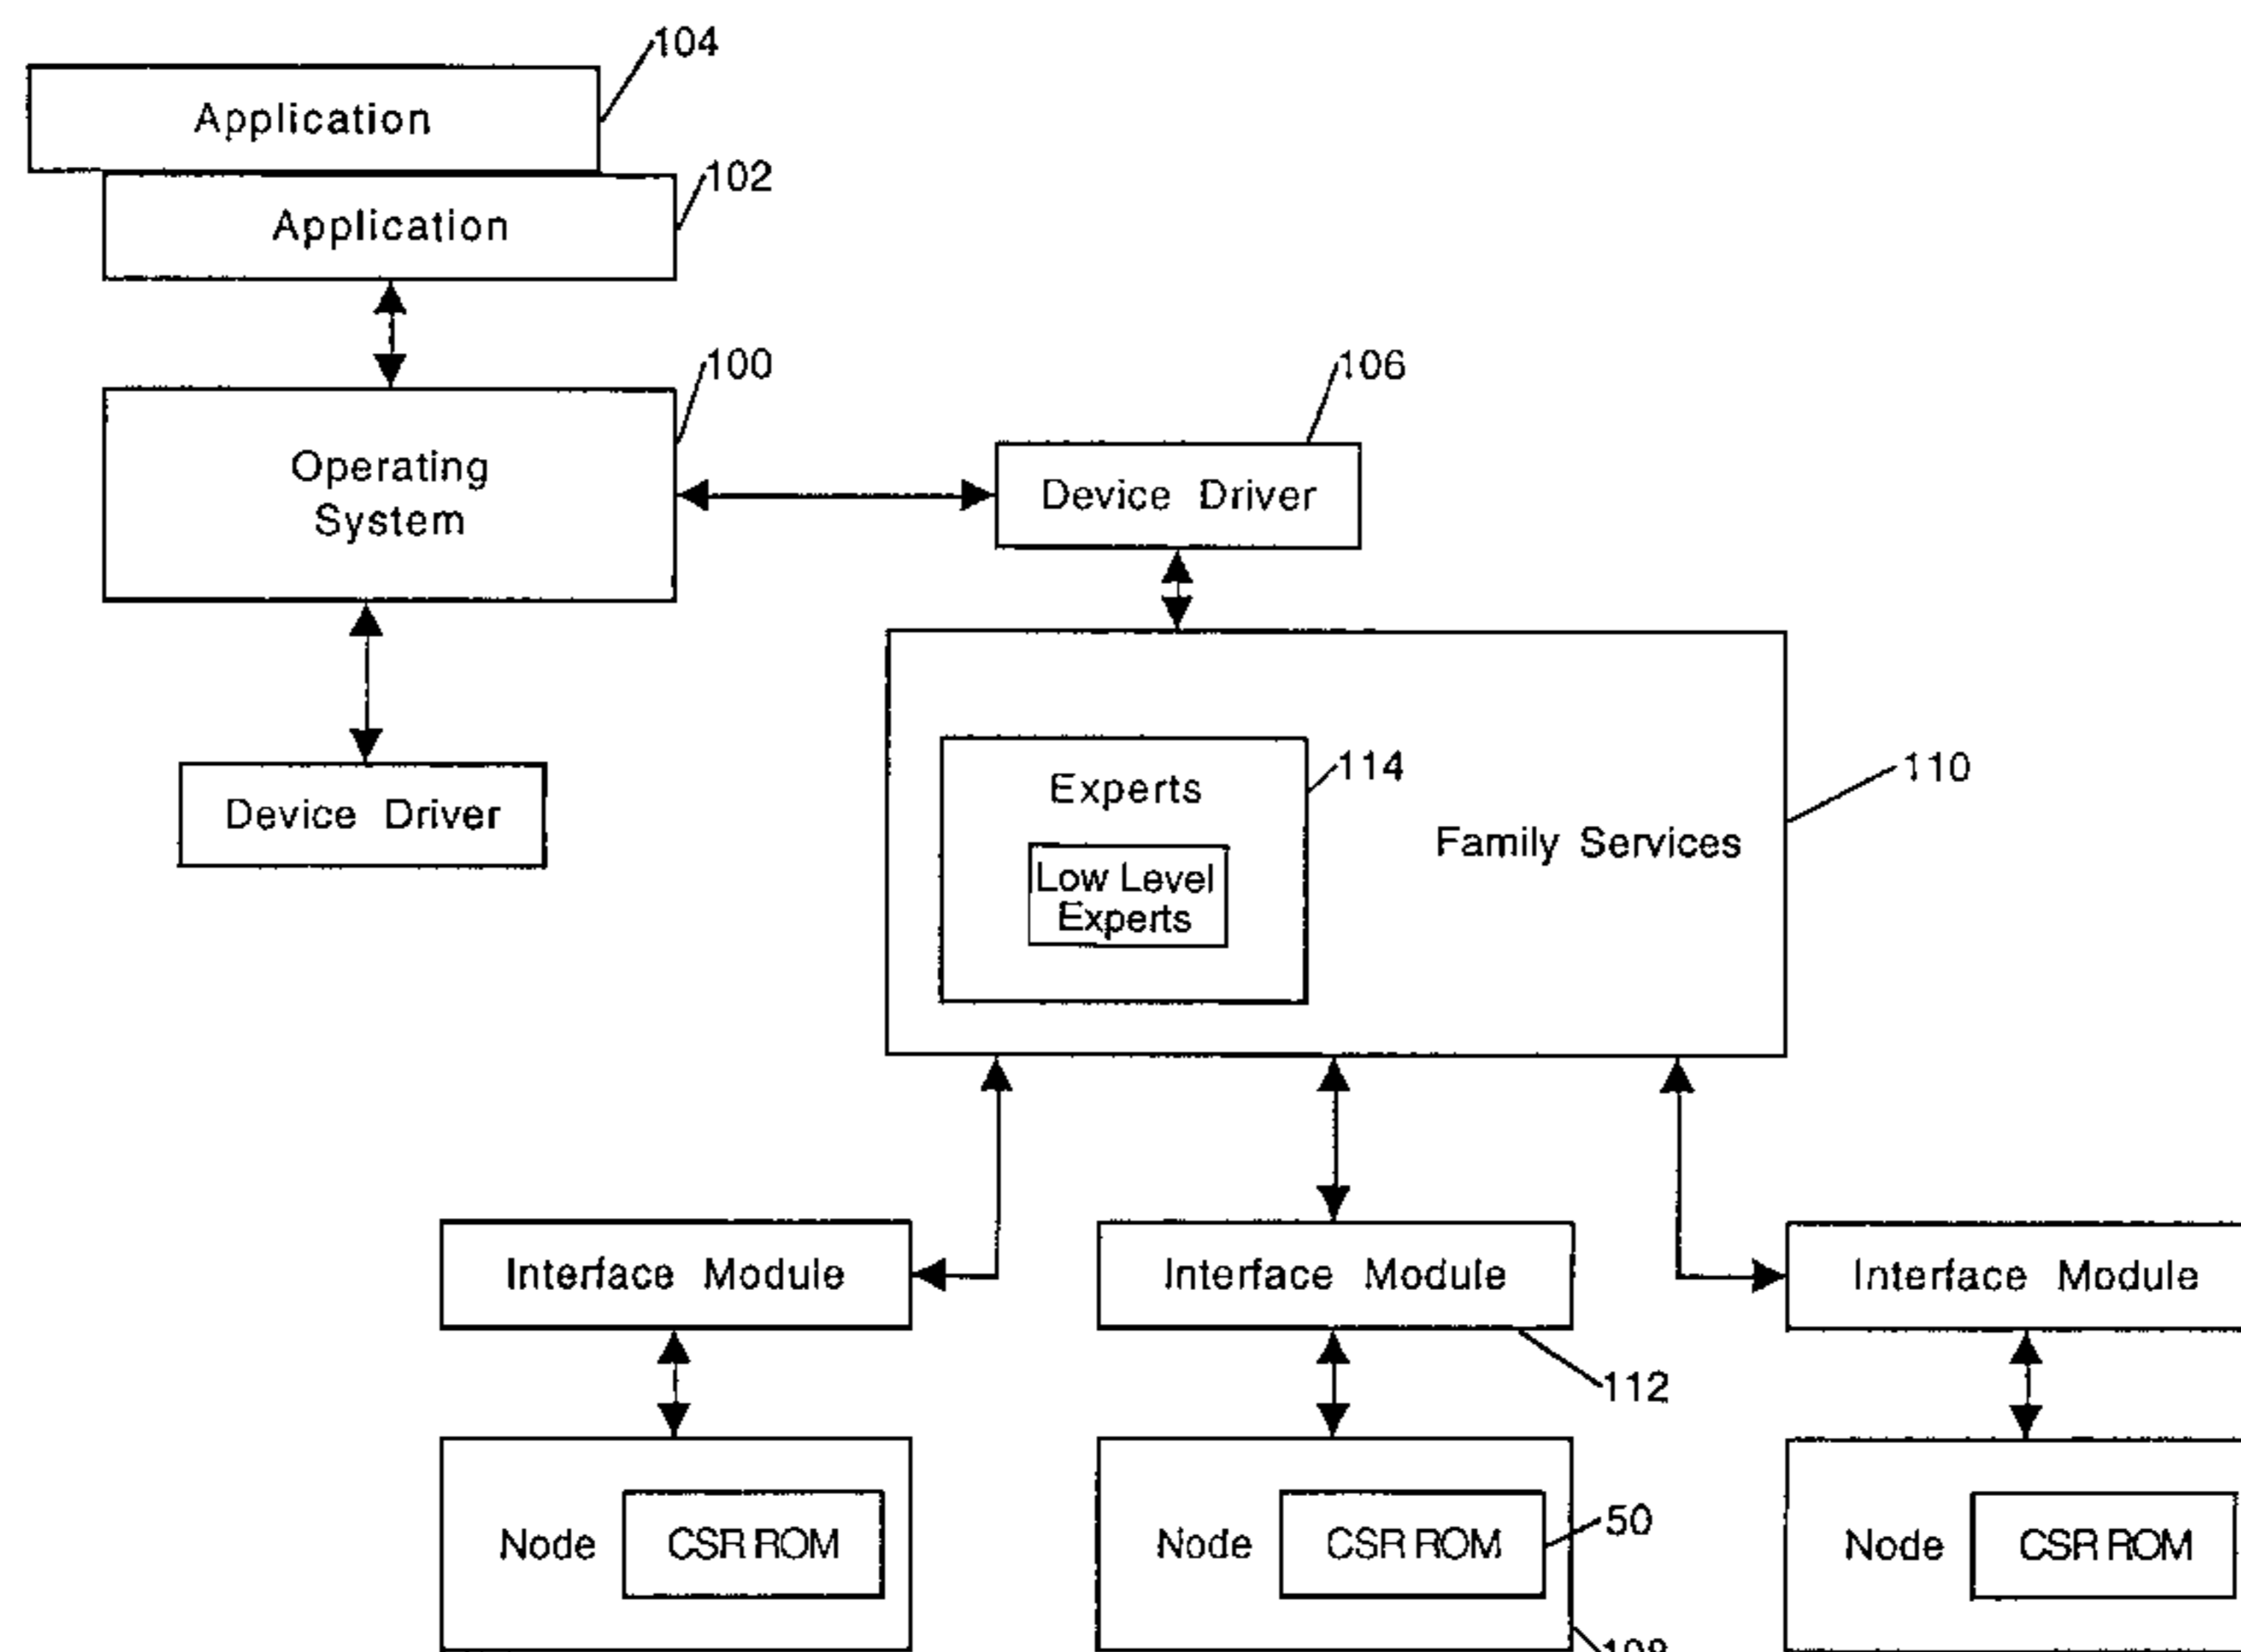 104
Application
102
Application
100
106
Operating
System
Device Driver
114
110
Experts
Device Driver
Family Services
Low Level
Experts
Interface Module
Interface Module
Interface Module
112
50
Node
CSR ROM
Node
CSR ROM
Node
CSR ROM